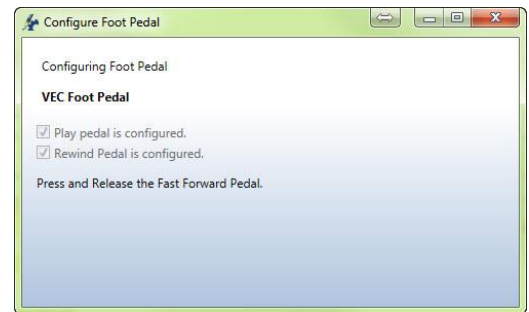 Configure Foot Pedal
Configuring Foot Pedal
VEC Foot Pedal
Play pedal is configured.
Rewind Pedal is configured.
Press and Release the Fast Forward Pedal.